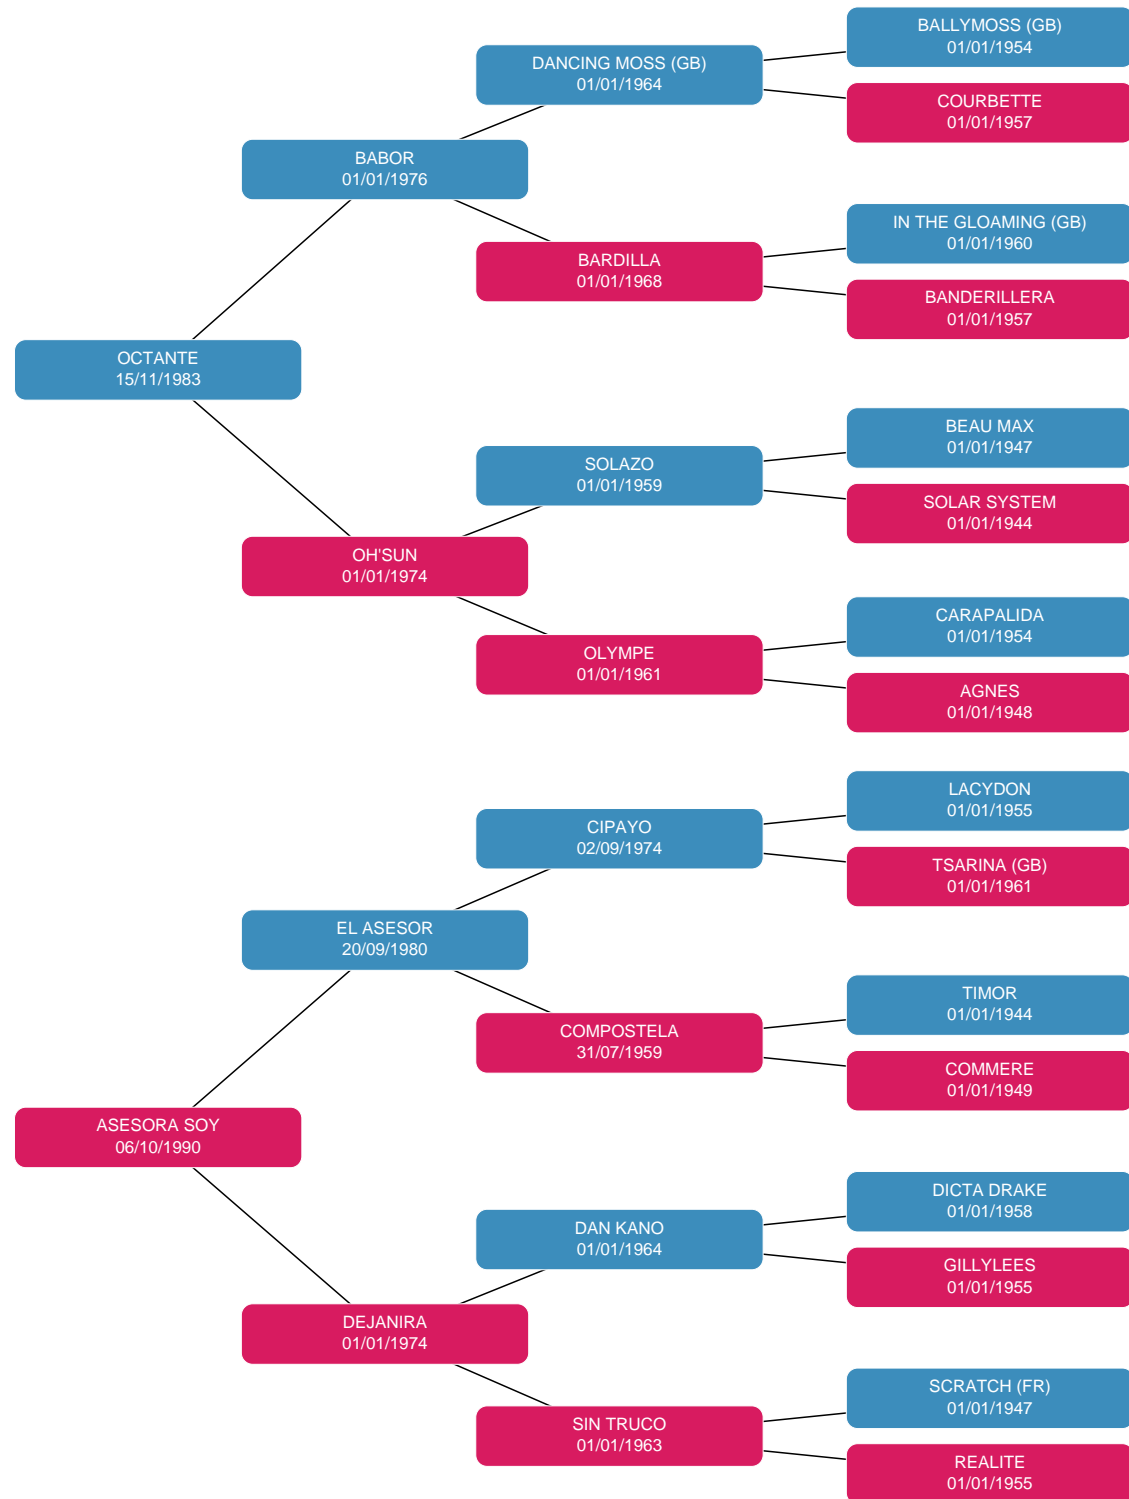 BALLYMOSS (GB)
01/01/1954
DANCING MOSS (GB)
01/01/1964
COURBETTE
01/01/1957
BABOR
01/01/1976
IN THE GLOAMING (GB)
01/01/1960
BARDILLA
01/01/1968
BANDERILLERA
01/01/1957
OCTANTE
15/11/1983
BEAU MAX
01/01/1947
SOLAZO
01/01/1959
SOLAR SYSTEM
01/01/1944
OH'SUN
01/01/1974
CARAPALIDA
01/01/1954
OLYMPE
01/01/1961
AGNES
01/01/1948
LACYDON
01/01/1955
CIPAYO
02/09/1974
TSARINA (GB)
01/01/1961
EL ASESOR
20/09/1980
TIMOR
01/01/1944
COMPOSTELA
31/07/1959
COMMERE
01/01/1949
ASESORA SOY
06/10/1990
DICTA DRAKE
01/01/1958
DAN KANO
01/01/1964
GILLYLEES
01/01/1955
DEJANIRA
01/01/1974
SCRATCH (FR)
01/01/1947
SIN TRUCO
01/01/1963
REALITE
01/01/1955